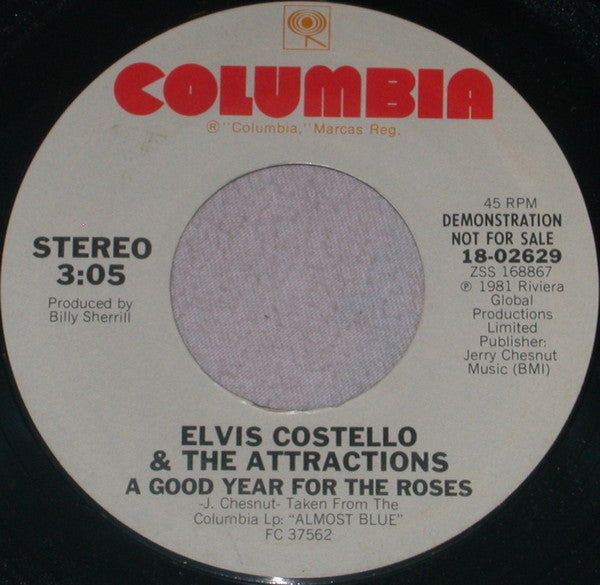 COLUMBIA
® "Columbia," Marcas Reg.
STEREO
3:05
Produced by
Billy Sherrill
45 RPM
DEMONSTRATION
NOT FOR SALE
18-02629
ZSS 168867
℗ 1981 Riviera
Global
Productions
Limited
Publisher:
Jerry Chesnut
Music (BMI)
ELVIS COSTELLO
& THE ATTRACTIONS
A GOOD YEAR FOR THE ROSES
-J. Chesnut- Taken From The
Columbia Lp: "ALMOST BLUE"
FC 37562